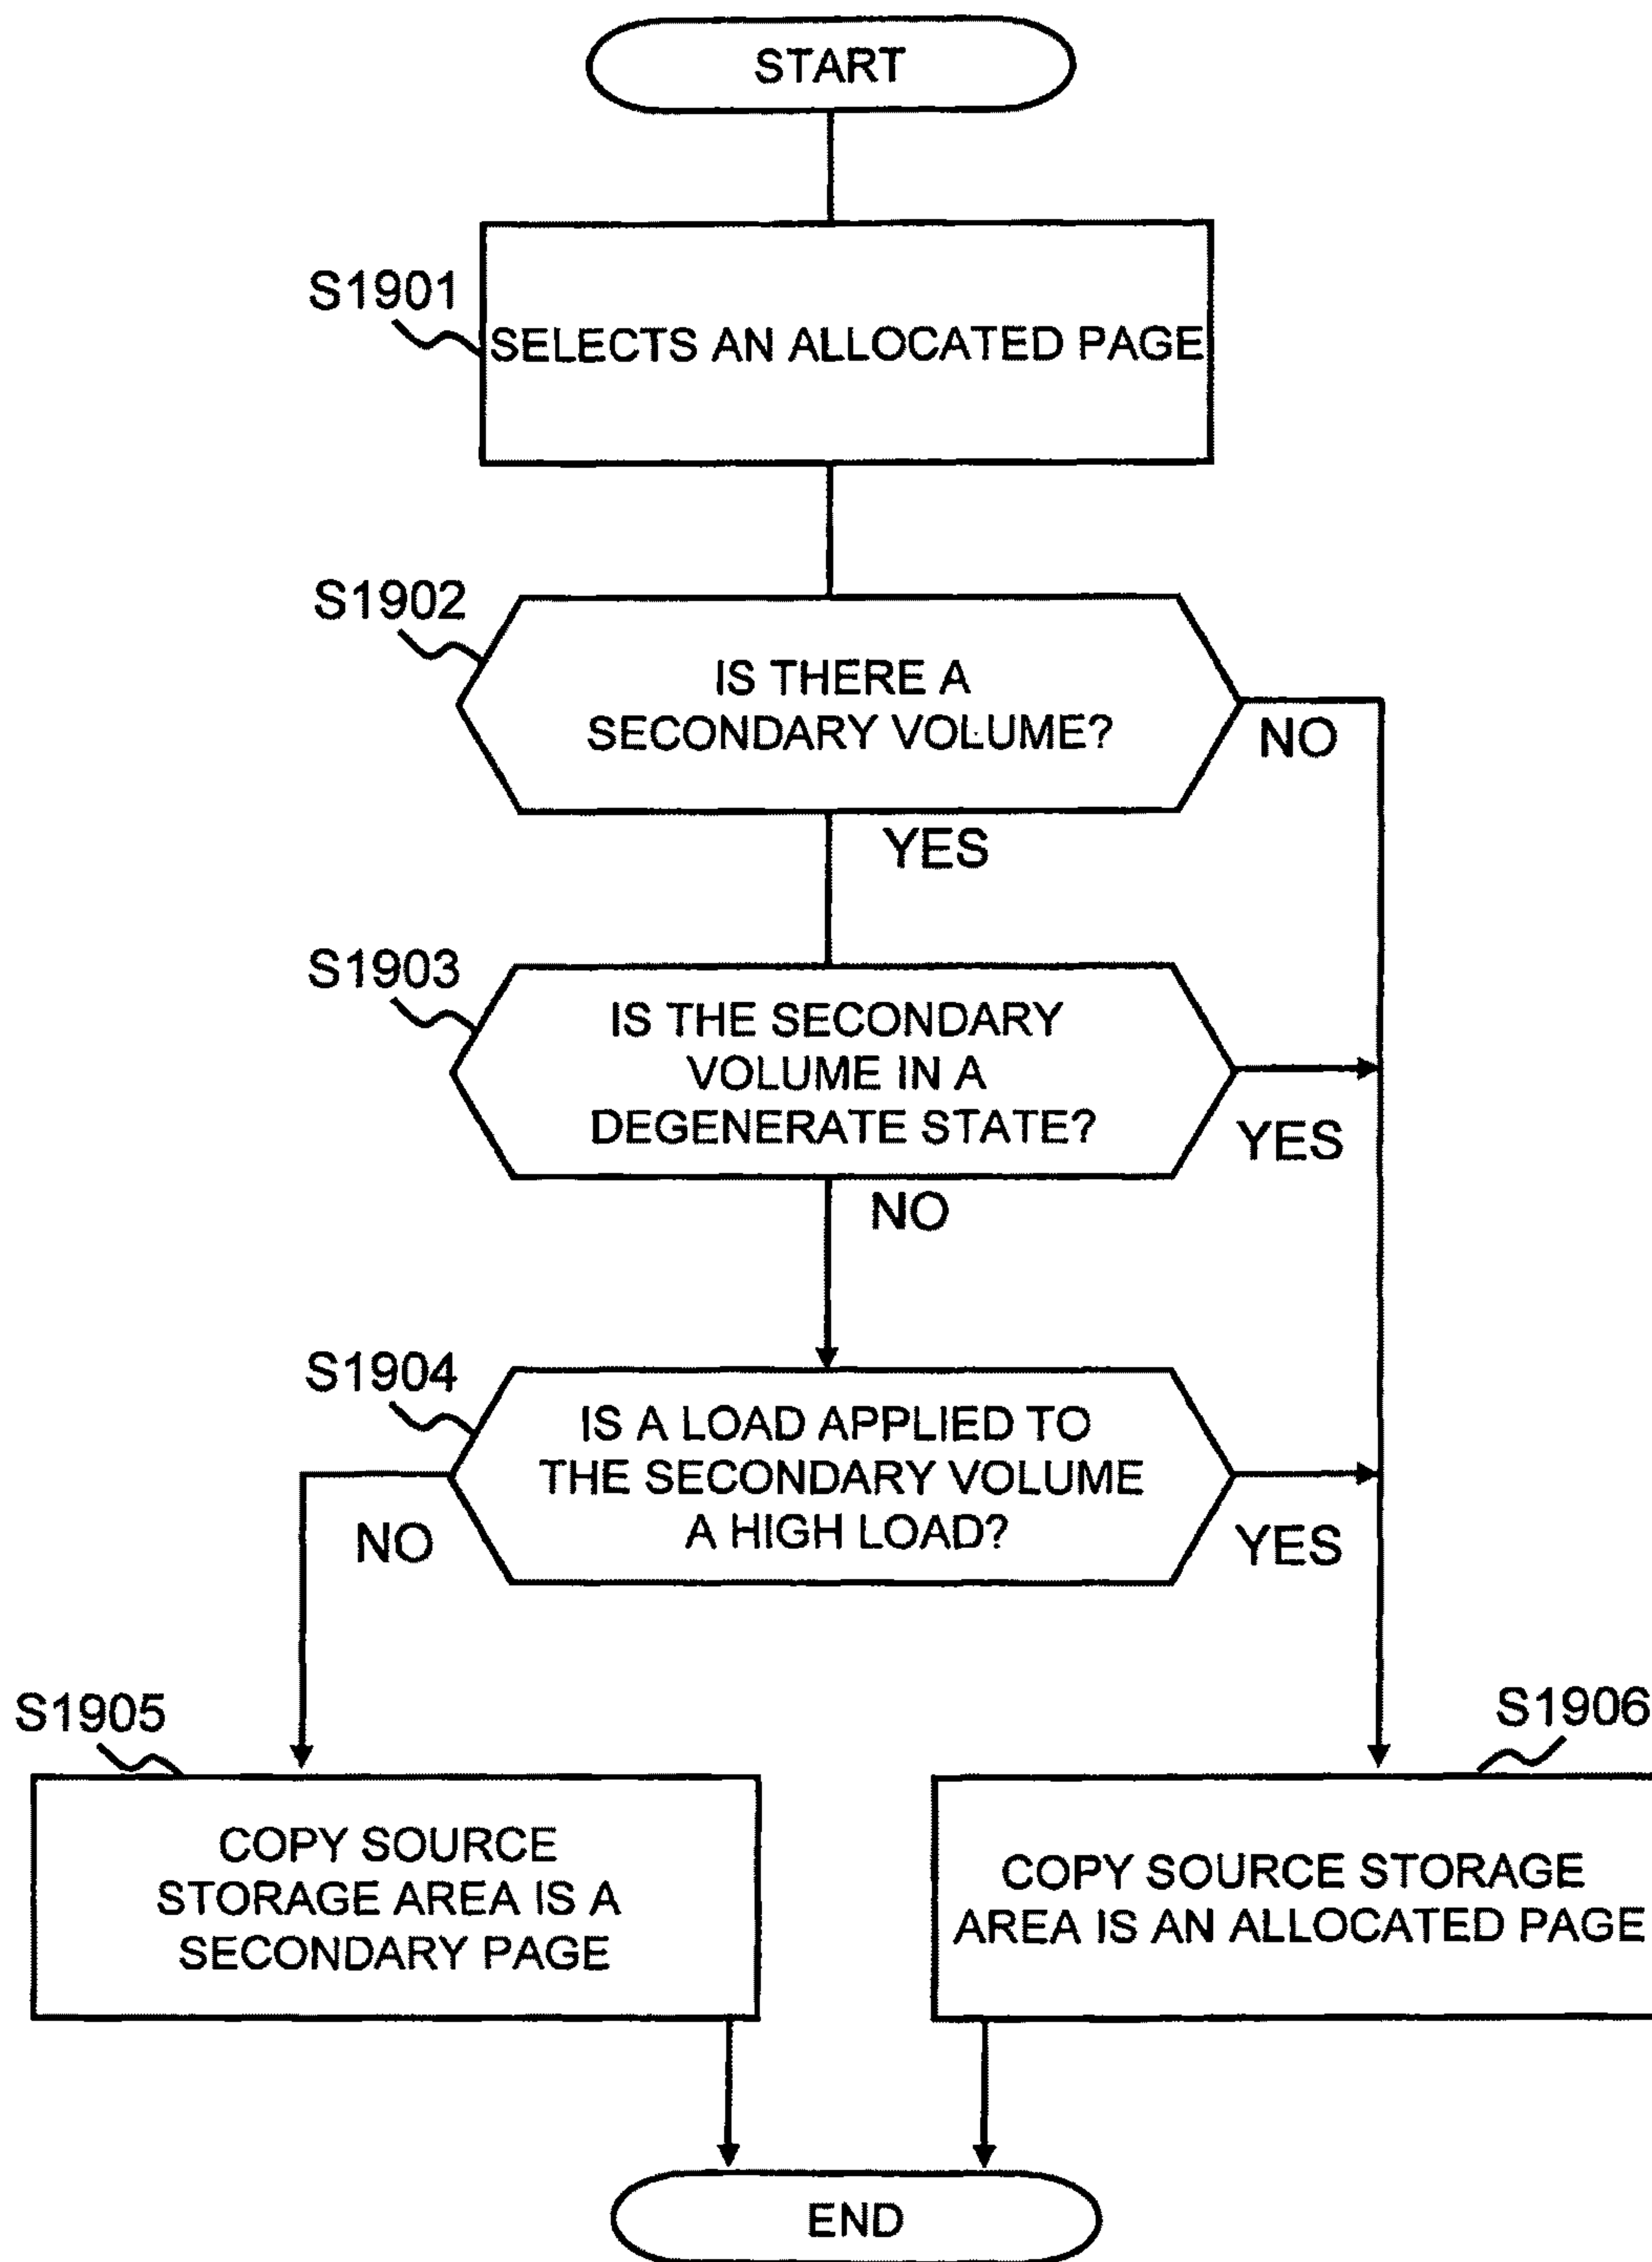 START
S1901
SELECTS AN ALLOCATED PAGE
S1902
IS THERE A
SECONDARY VOLUME?
NO
YES
S1903
IS THE SECONDARY
VOLUME IN A
DEGENERATE STATE?
YES
NO
S1904
IS A LOAD APPLIED TO
THE SECONDARY VOLUME
A HIGH LOAD?
NO
YES
S1905
S1906
COPY SOURCE
STORAGE AREA IS A
SECONDARY PAGE
COPY SOURCE STORAGE
AREA IS AN ALLOCATED PAGE
END